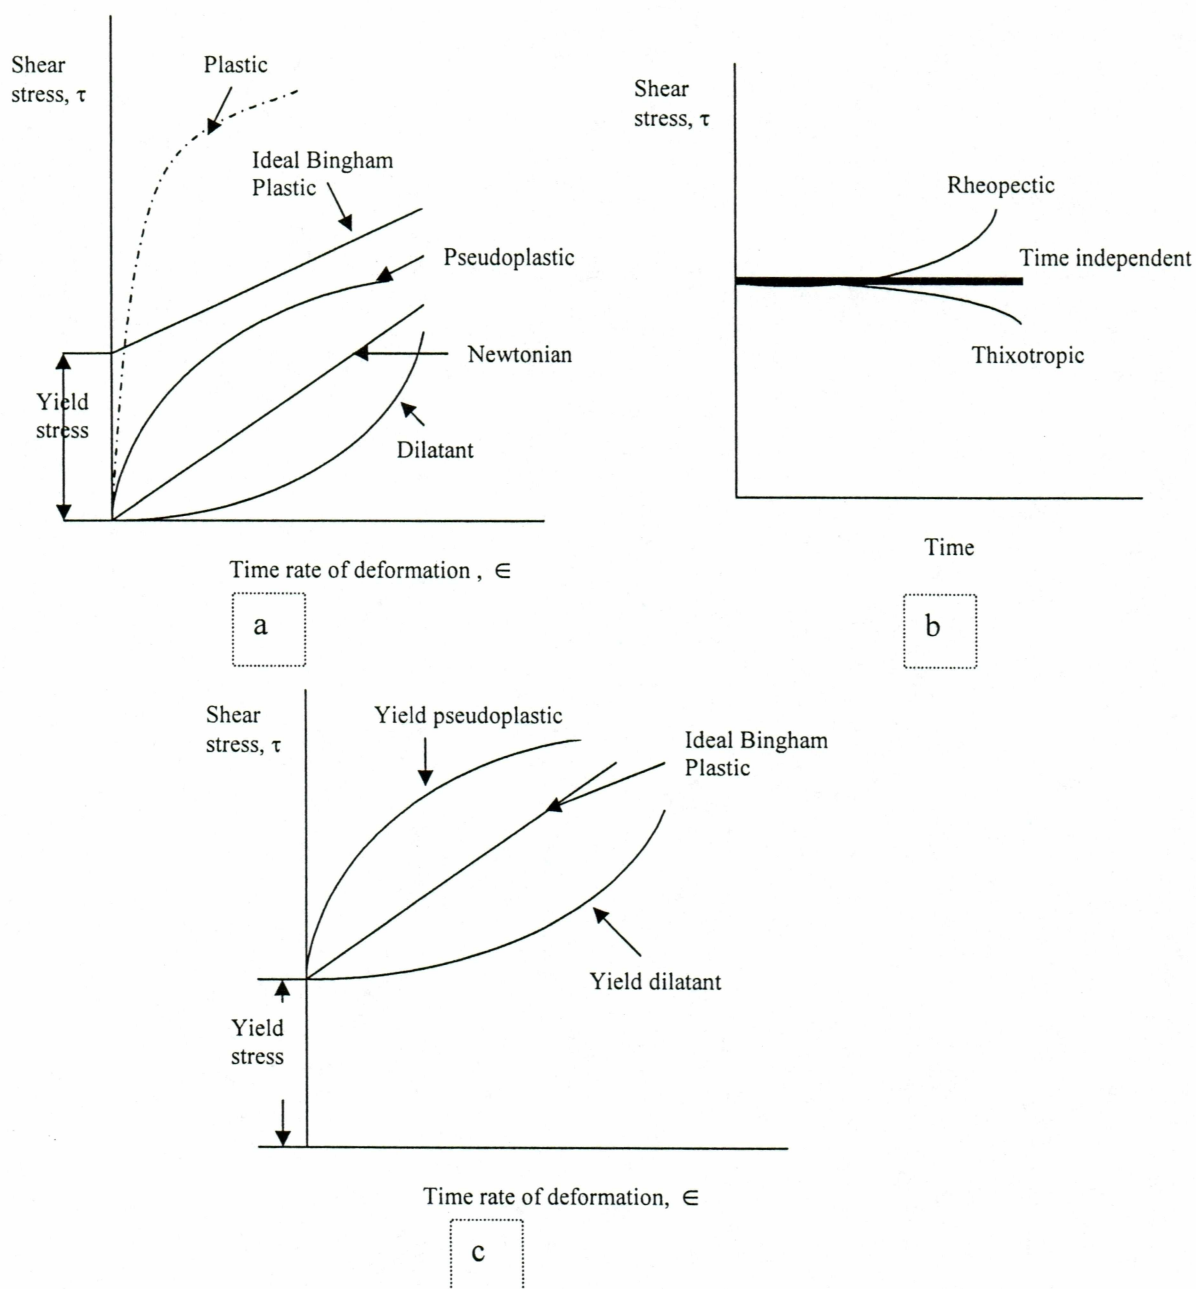 Shear
stress, τ
Plastic
Ideal Bingham
Plastic
Pseudoplastic
Newtonian
Yield
stress
Dilatant
Time rate of deformation , ∈
a
Shear
stress, τ
Rheopectic
Time independent
Thixotropic
Time
b
Shear
stress, τ
Yield pseudoplastic
Ideal Bingham
Plastic
Yield dilatant
Yield
stress
Time rate of deformation, ∈
c